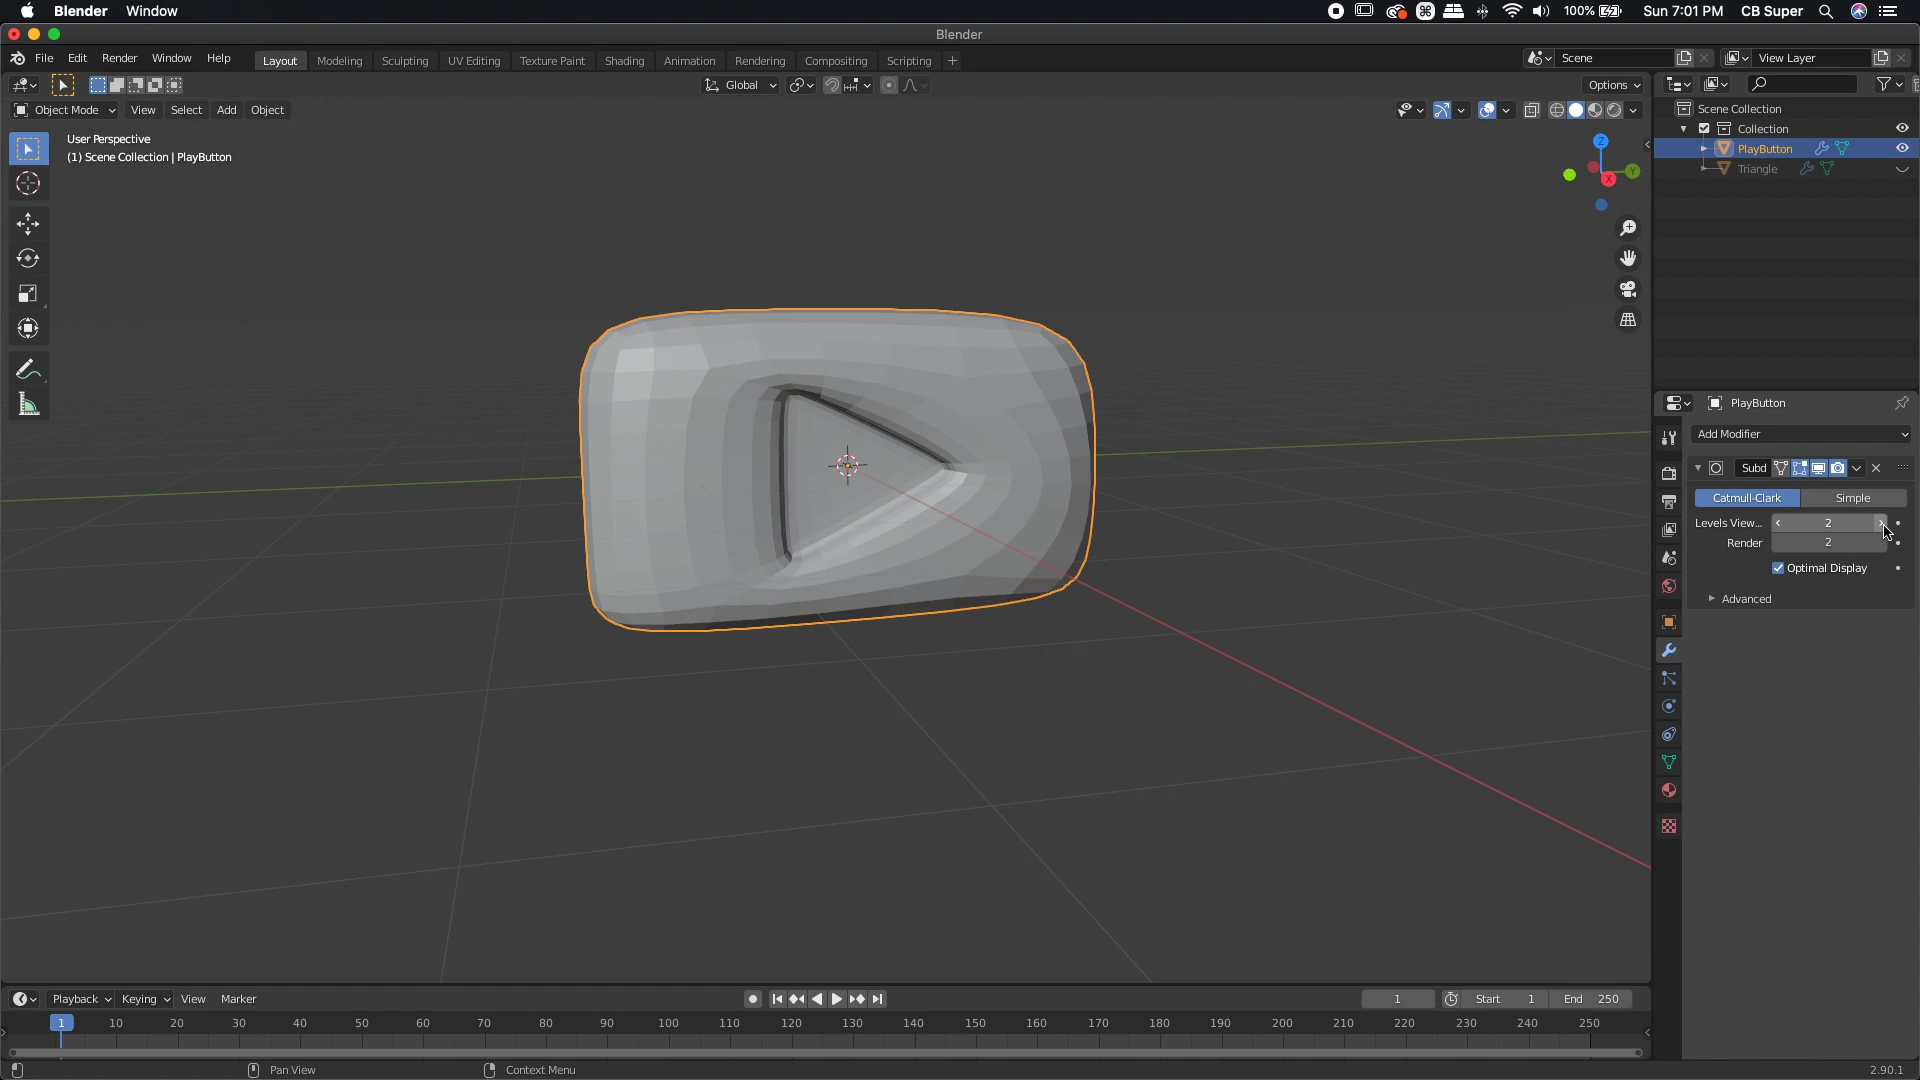 Blender Window 100% Sun 7:01 PM CB Super
Blender
File Edit Render Window Help Layout Modeling Sculpting UV Editing Texture Paint Shading Animation Rendering Compositing Scripting + Scene View Layer
Global Options
Object Mode View Select Add Object
Scene Collection
Collection
PlayButton
Triangle
User Perspective
(1) Scene Collection | PlayButton
Z
Y
X
PlayButton
Add Modifier
Subd
Catmull-Clark Simple
Levels View... 2
Render 2
Optimal Display
Advanced
Playback Keying View Marker 1 Start 1 End 250
1 10 20 30 40 50 60 70 80 90 100 110 120 130 140 150 160 170 180 190 200 210 220 230 240 250
Pan View Context Menu 2.90.1